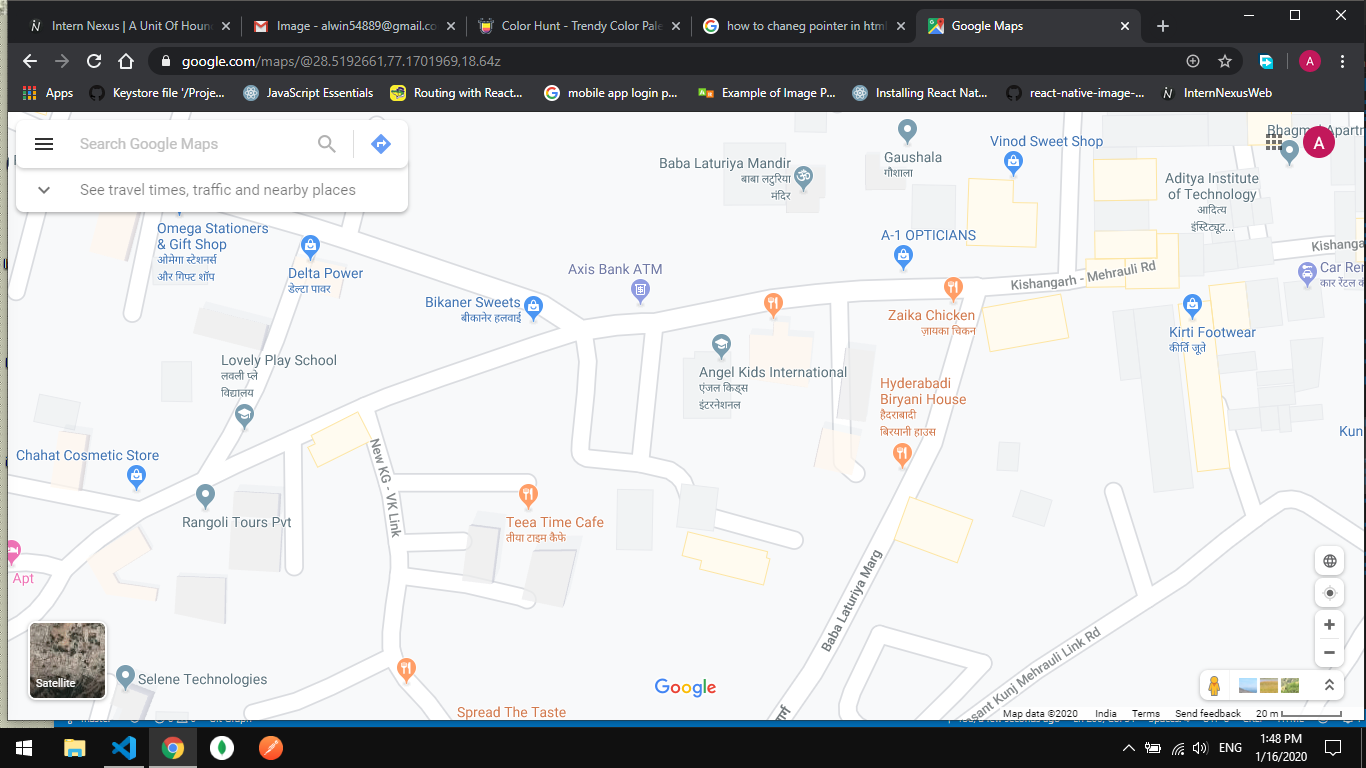 Intern Nexus | A Unit Of Houn
Image - alwin54889@gmail.co
Color Hunt - Trendy Color Pale
how to chaneg pointer in html
Google Maps
google.com/maps/@28.5192661,77.1701969,18.64z
A
Apps
Keystore file '/Proje...
JavaScript Essentials
Routing with React...
mobile app login p...
Example of Image P...
Installing React Nat...
react-native-image-...
InternNexusWeb
Search Google Maps
See travel times, traffic and nearby places
A
Vinod Sweet Shop
Gaushala
गौशाला
Baba Laturiya Mandir
बाबा लटुरिया
मंदिर
Aditya Institute
of Technology
आदित्य
इंस्टिट्यूट...
Omega Stationers
& Gift Shop
ओमेगा स्टेशनर्स
और गिफ्ट शॉप
Delta Power
डेल्टा पावर
A-1 OPTICIANS
Axis Bank ATM
Kishangarh - Mehrauli Rd
Kishanga
Car Ren
कार रेंटल
Bikaner Sweets
बीकानेर हलवाई
Zaika Chicken
ज़ायका चिकन
Kirti Footwear
कीर्ति जूते
Lovely Play School
लवली प्ले
विद्यालय
Angel Kids International
एंजल किड्स
इंटरनेशनल
Hyderabadi
Biryani House
हैदराबादी
बिरयानी हाउस
Kun
Chahat Cosmetic Store
New KG - VK Link
Rangoli Tours Pvt
Teea Time Cafe
तीया टाइम कैफे
Apt
Baba Laturiya Marg
asant Kunj Mehrauli Link Rd
Satellite
Selene Technologies
Spread The Taste
Google
Map data ©2020
India
Terms
Send feedback
20 m
ENG
1:48 PM
1/16/2020